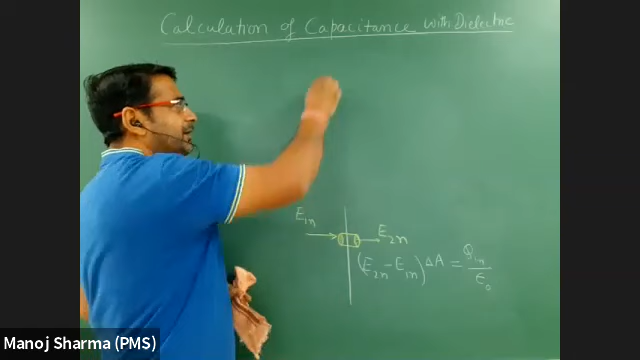 Calculation of Capacitance with Dielectric
E₁ₙ
E₂ₙ
(E₂ₙ - E₁ₙ) ΔA = qᵢₙ/ε₀
Manoj Sharma (PMS)